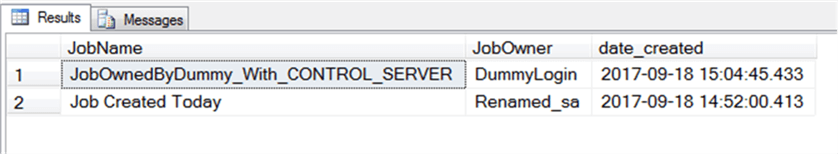 Results Messages
JobName JobOwner date_created
1 JobOwnedByDummy_With_CONTROL_SERVER DummyLogin 2017-09-18 15:04:45.433
2 Job Created Today Renamed_sa 2017-09-18 14:52:00.413